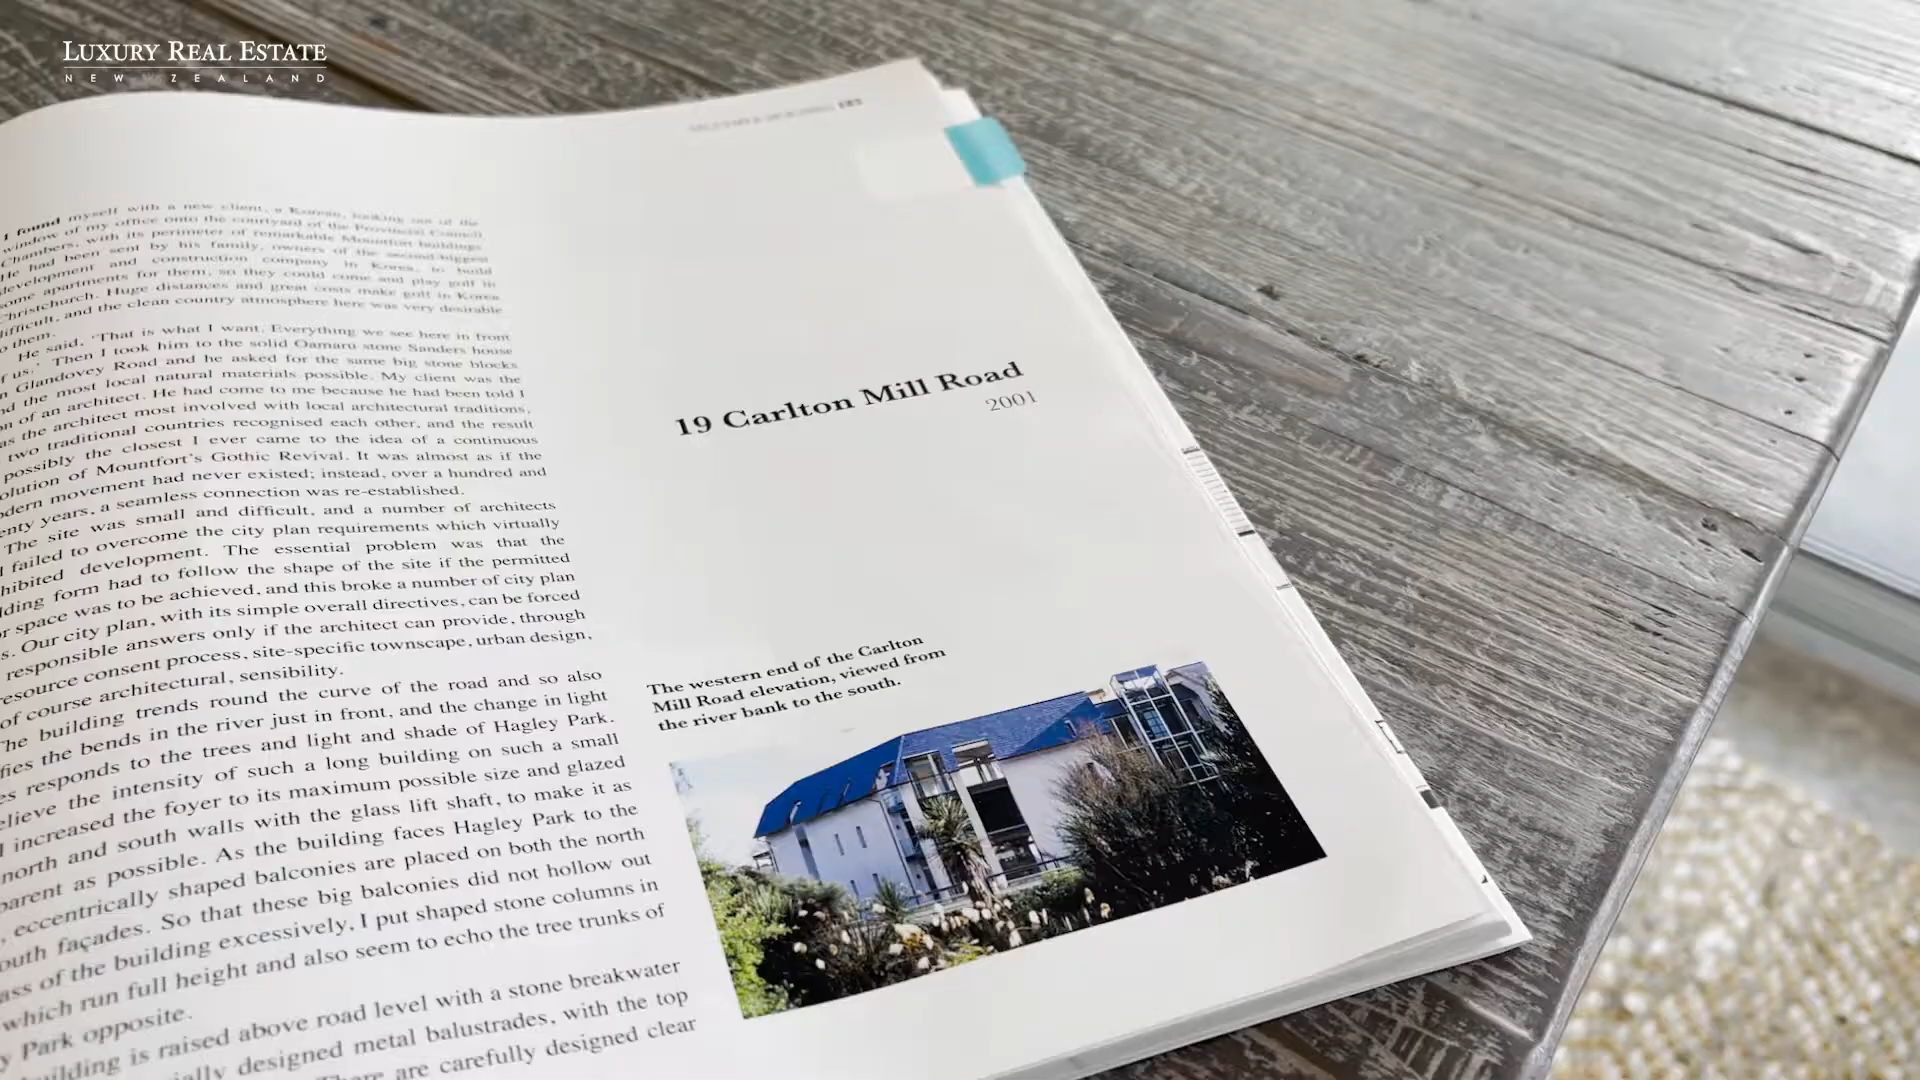 LUXURY REAL ESTATE
NEW ZEALAND
I found myself with a new client, a Korean, looking out of the
window of my office onto the courtyard of the Provincial Council
Chambers, with its perimeter of remarkable Mountfort buildings.
He had been sent by his family, owners of the second-biggest
development and construction company in Korea, to build
some apartments for them, so they could come and play golf in
Christchurch. Huge distances and great costs make golf in Korea
difficult, and the clean country atmosphere here was very desirable
o them.
He said, ‘That is what I want. Everything we see here in front
f us.’ Then I took him to the solid Oamaru stone Sanders house
n Glandovey Road and he asked for the same big stone blocks
nd the most local natural materials possible. My client was the
on of an architect. He had come to me because he had been told I
as the architect most involved with local architectural traditions,
two traditional countries recognised each other, and the result
possibly the closest I ever came to the idea of a continuous
olution of Mountfort's Gothic Revival. It was almost as if the
odern movement had never existed; instead, over a hundred and
enty years, a seamless connection was re-established.
The site was small and difficult, and a number of architects
l failed to overcome the city plan requirements which virtually
hibited development. The essential problem was that the
lding form had to follow the shape of the site if the permitted
r space was to be achieved, and this broke a number of city plan
s. Our city plan, with its simple overall directives, can be forced
responsible answers only if the architect can provide, through
resource consent process, site-specific townscape, urban design,
of course architectural, sensibility.
he building trends round the curve of the road and so also
fies the bends in the river just in front, and the change in light
es responds to the trees and light and shade of Hagley Park.
elieve the intensity of such a long building on such a small
I increased the foyer to its maximum possible size and glazed
north and south walls with the glass lift shaft, to make it as
parent as possible. As the building faces Hagley Park to the
, eccentrically shaped balconies are placed on both the north
outh façades. So that these big balconies did not hollow out
ass of the building excessively, I put shaped stone columns in
which run full height and also seem to echo the tree trunks of
y Park opposite.
uilding is raised above road level with a stone breakwater
ially designed metal balustrades, with the top
There are carefully designed clear
19 Carlton Mill Road
2001
The western end of the Carlton
Mill Road elevation, viewed from
the river bank to the south.